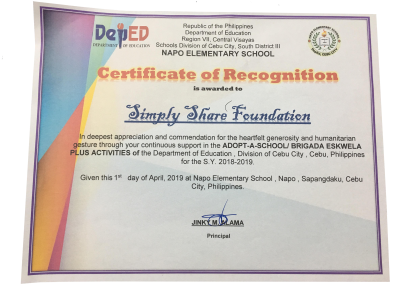 DepED
DEPARTMENT OF EDUCATION
Republic of the Philippines
Department of Education
Region VII, Central Visayas
Schools Division of Cebu City, South District III
NAPO ELEMENTARY SCHOOL
Certificate of Recognition
is awarded to
Simply Share Foundation
In deepest appreciation and commendation for the heartfelt generosity and humanitarian
gesture through your continuous support in the ADOPT-A-SCHOOL/ BRIGADA ESKWELA
PLUS ACTIVITIES of the Department of Education , Division of Cebu City , Cebu, Philippines
for the S.Y. 2018-2019.
Given this 1st day of April, 2019 at Napo Elementary School , Napo , Sapangdaku, Cebu
City, Philippines.
JINKY M. ALAMA
Principal